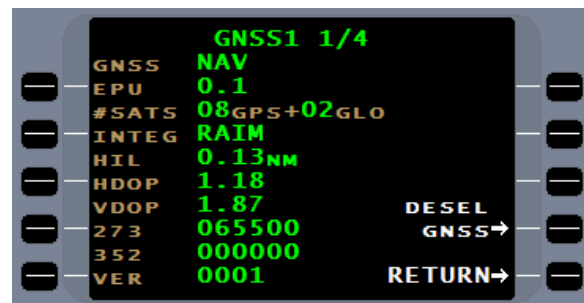 GNSS1 1/4
GNSS NAV
EPU 0.1
#SATS 08GPS+02GLO
INTEG RAIM
HIL 0.13NM
HDOP 1.18
VDOP 1.87 DESEL
273 065500 GNSS→
352 000000
VER 0001 RETURN→